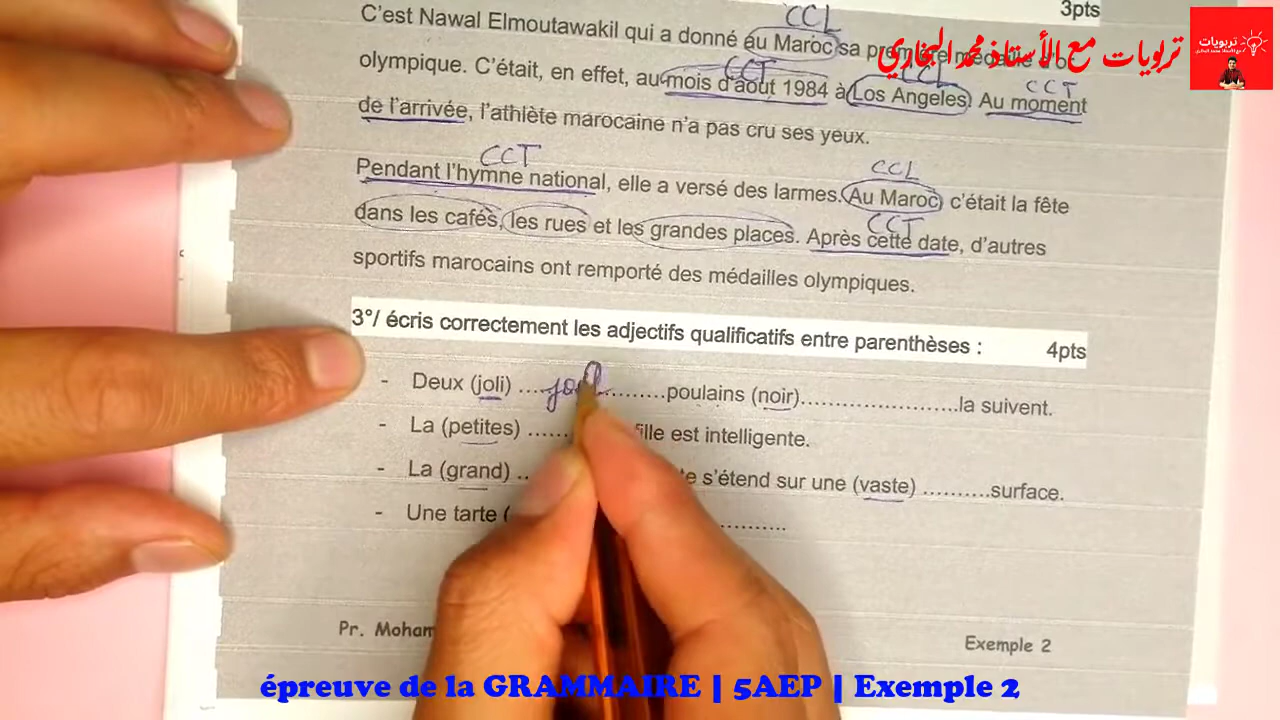 3pts
CCL
C'est Nawal Elmoutawakil qui a donné au Maroc sa première médaille d'or
تربويات مع الأستاذ محمد البخاري
تربويات
CCT
CCL
CCT
olympique. C'était, en effet, au mois d'aout 1984 à Los Angeles. Au moment
de l'arrivée, l'athlète marocaine n'a pas cru ses yeux.
CCT
CCL
Pendant l'hymne national, elle a versé des larmes. Au Maroc c'était la fête
CCT
dans les cafés, les rues et les grandes places. Après cette date, d'autres
sportifs marocains ont remporté des médailles olympiques.
3°/ écris correctement les adjectifs qualificatifs entre parenthèses : 4pts
- Deux (joli) ..... jol ..........poulains (noir)..........................la suivent.
- La (petites) ...... fille est intelligente.
- La (grand) .. s'étend sur une (vaste) ..........surface.
- Une tarte ( ............
Pr. Moham
Exemple 2
épreuve de la GRAMMAIRE | 5AEP | Exemple 2